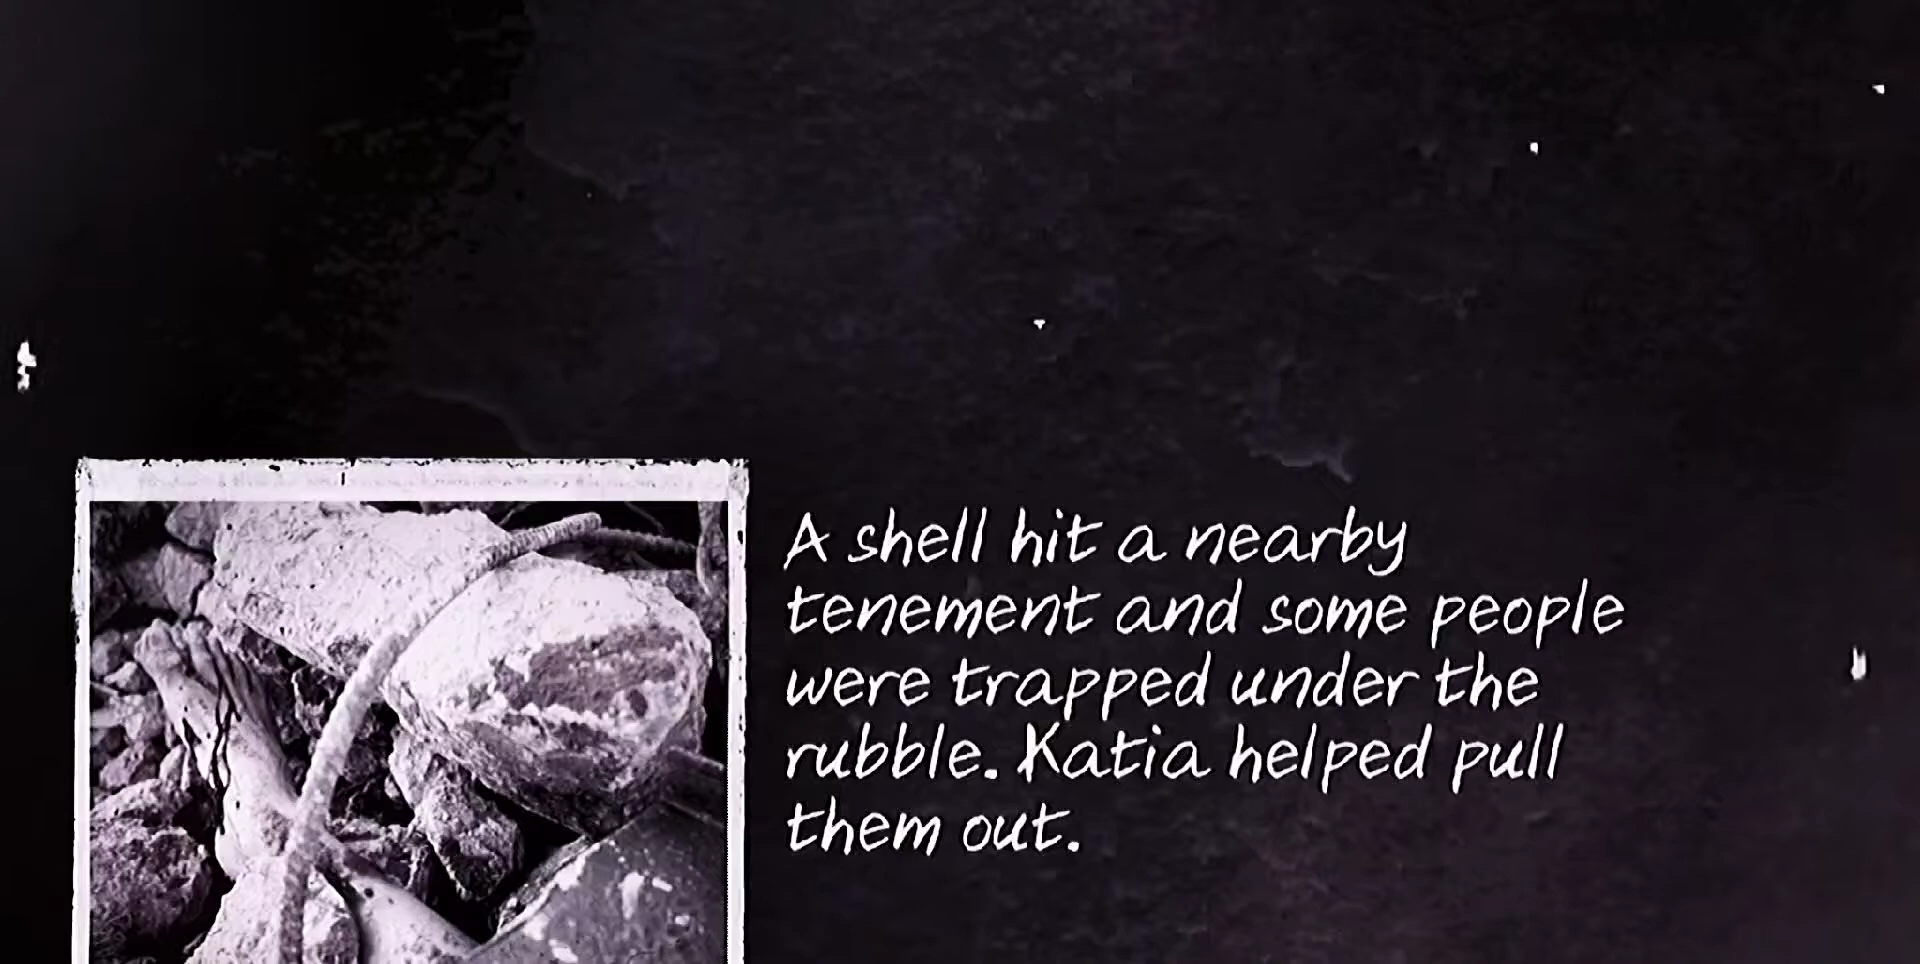 A shell hit a nearby
tenement and some people
were trapped under the
rubble. Katia helped pull
them out.